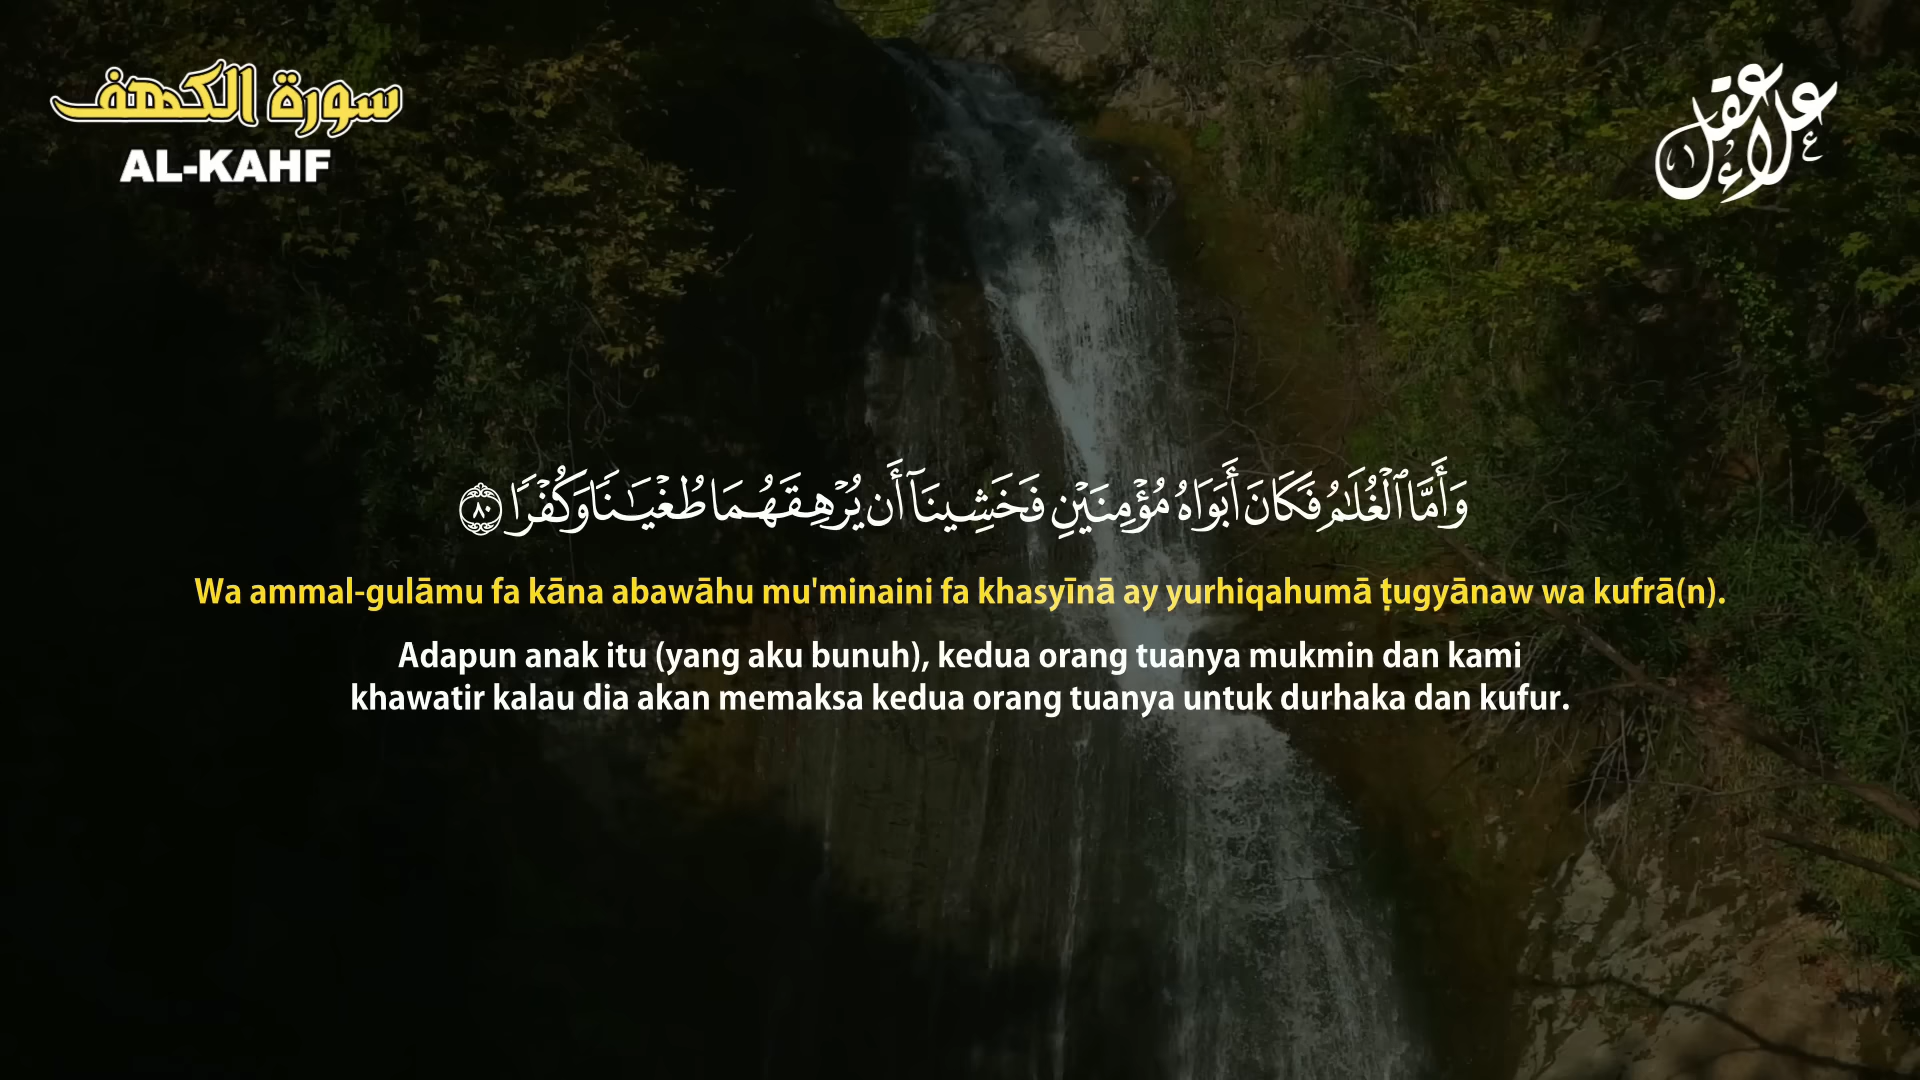 سورة الكهف
AL-KAHF
علاء عقل
وَأَمَّا ٱلْغُلَـٰمُ فَكَانَ أَبَوَاهُ مُؤْمِنَيْنِ فَخَشِينَآ أَن يُرْهِقَهُمَا طُغْيَـٰنًا وَكُفْرًا ٨٠
Wa ammal-gulāmu fa kāna abawāhu mu'minaini fa khasyīnā ay yurhiqahumā ṭugyānaw wa kufrā(n).
Adapun anak itu (yang aku bunuh), kedua orang tuanya mukmin dan kami
khawatir kalau dia akan memaksa kedua orang tuanya untuk durhaka dan kufur.